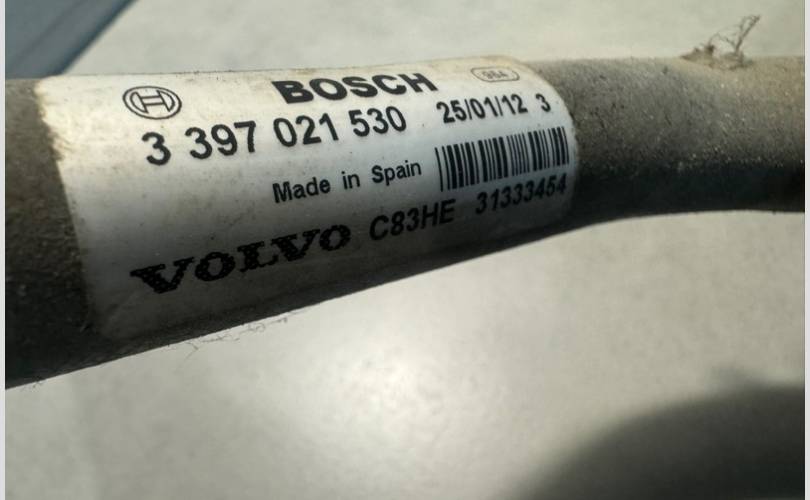 BOSCH
3 397 021 530 25/01/12 3
Made in Spain
VOLVO C83HE 31333454